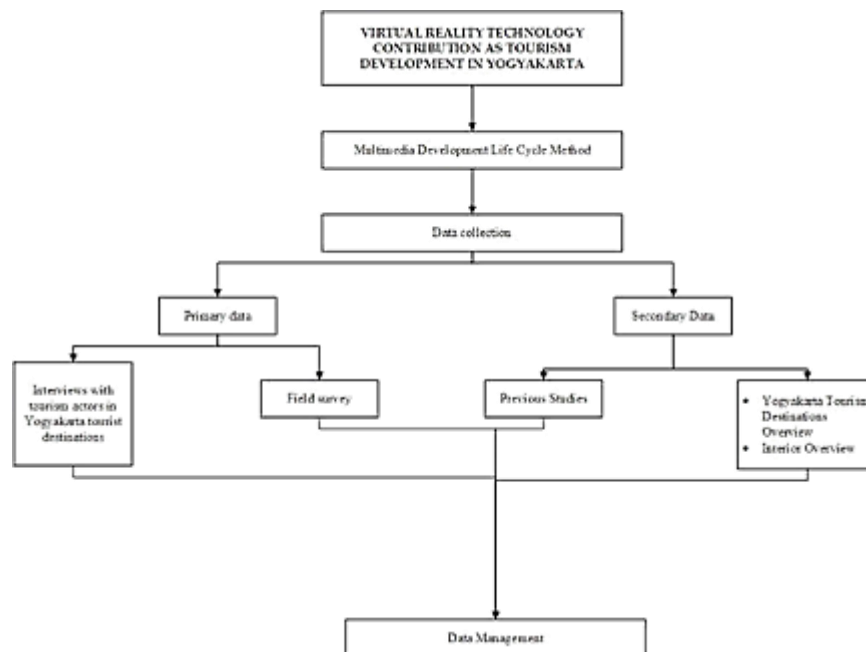 VIRTUAL REALITY TECHNOLOGY
CONTRIBUTION AS TOURISM
DEVELOPMENT IN YOGYAKARTA
Multimedia Development Life Cycle Method
Data collection
Primary data
Secondary Data
Interviews with
tourism actors in
Yogyakarta tourist
destinations
Field survey
Previous Studies
• Yogyakarta Tourism
Destinations
Overview
• Interior Overview
Data Management